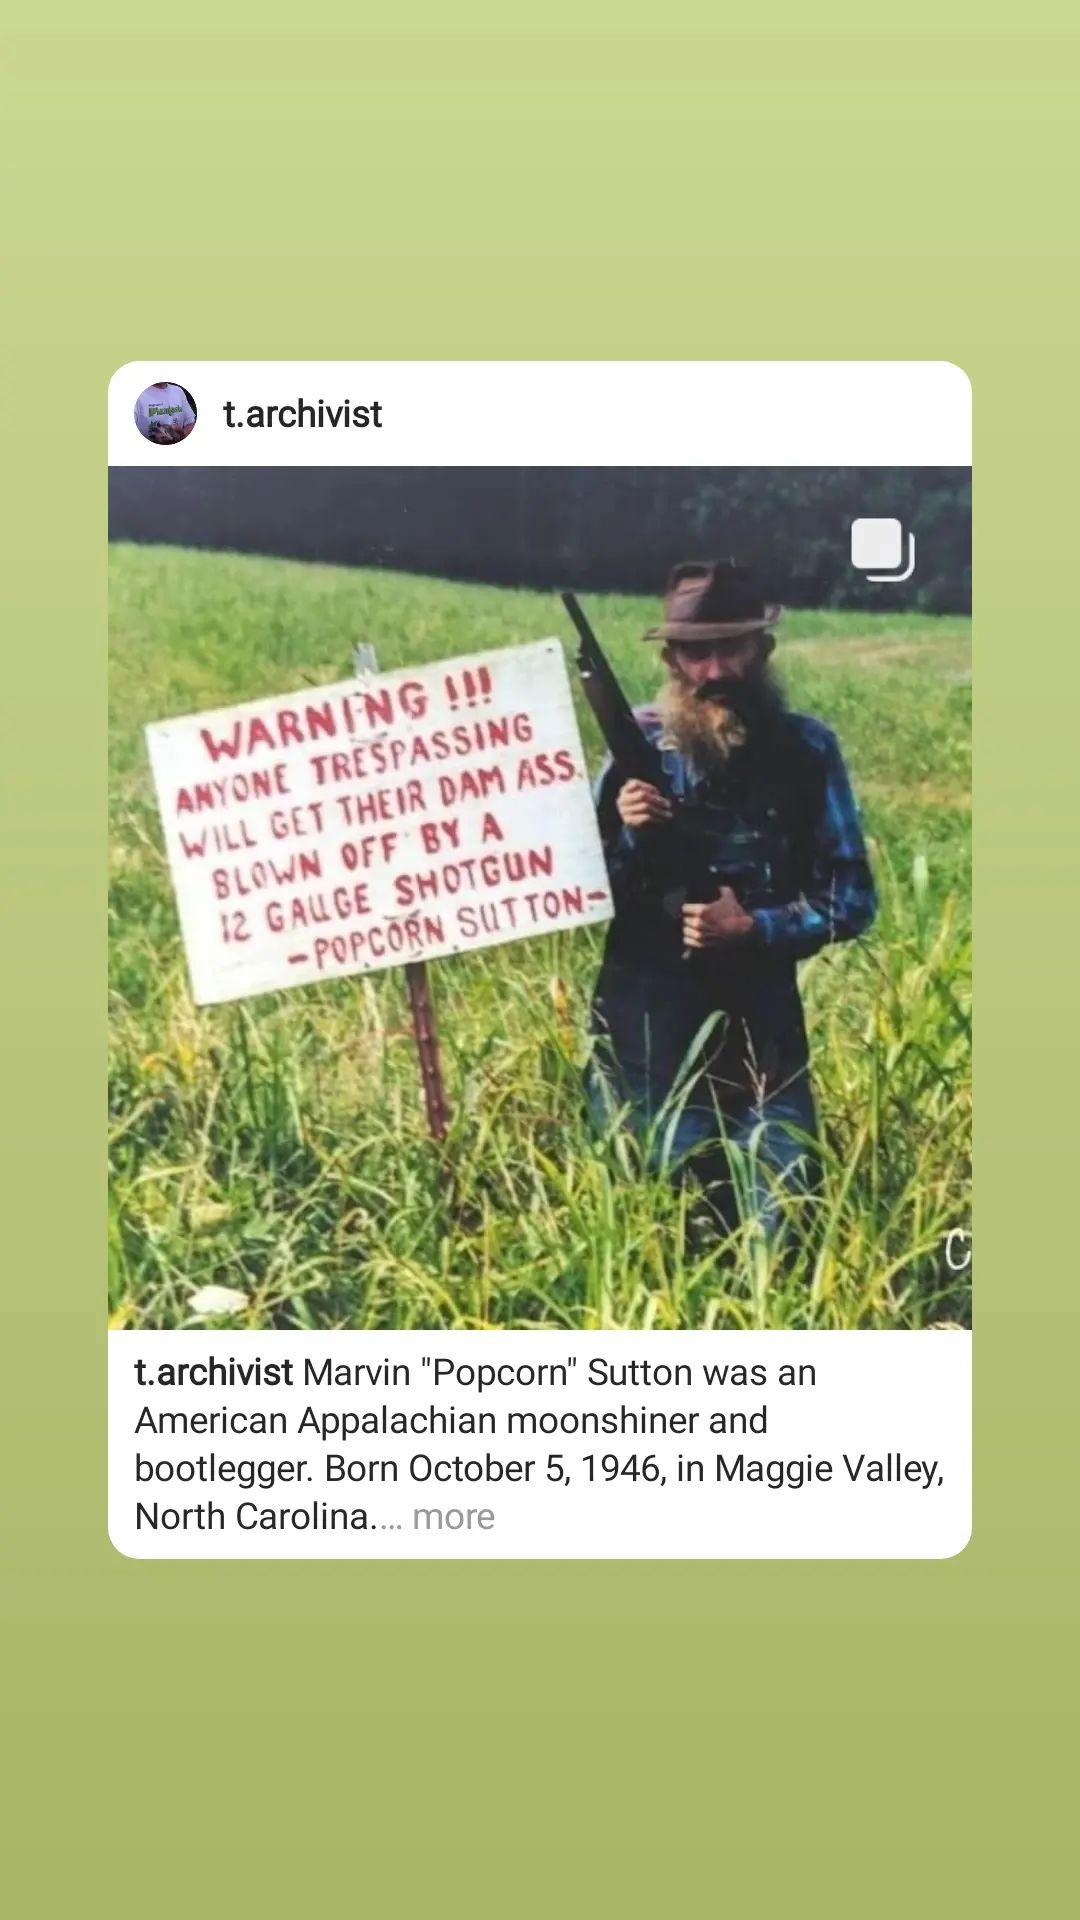 t.archivist
WARNING !!!
ANYONE TRESPASSING
WILL GET THEIR DAM ASS.
BLOWN OFF BY A
12 GAUGE SHOTGUN
-POPCORN SUTTON-
C
t.archivist Marvin "Popcorn" Sutton was an
American Appalachian moonshiner and
bootlegger. Born October 5, 1946, in Maggie Valley,
North Carolina.... more